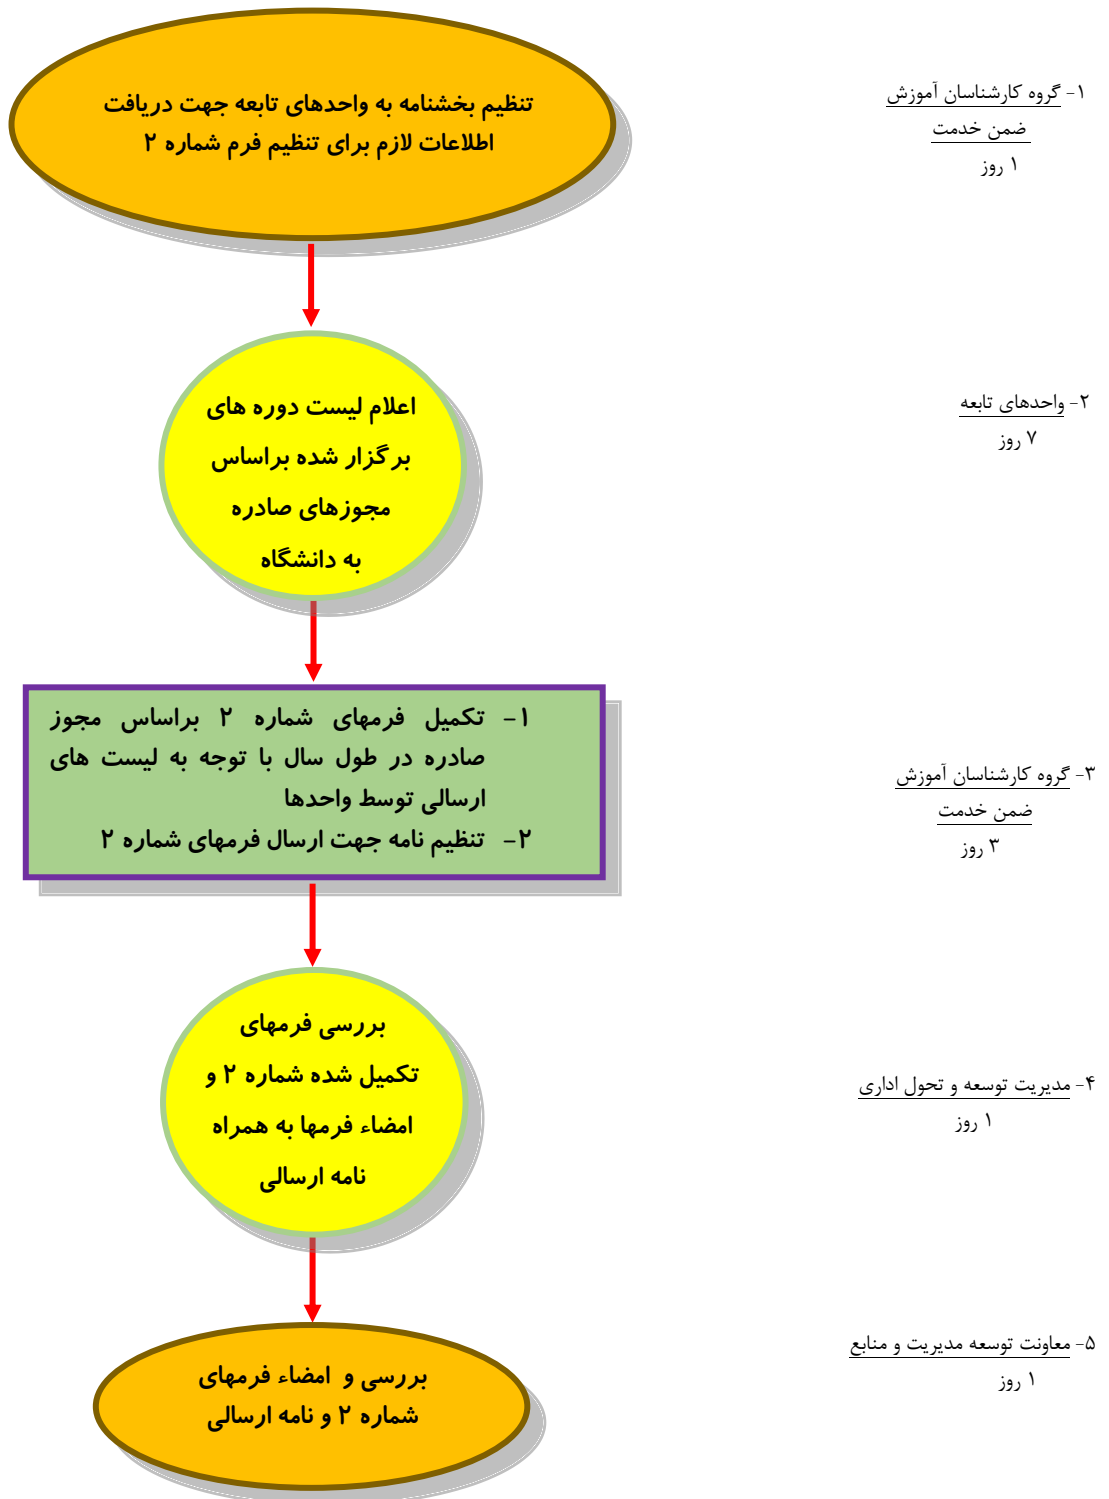 تنظیم بخشنامه به واحدهای تابعه جهت دریافت
اطلاعات لازم برای تنظیم فرم شماره ۲
۱- گروه کارشناسان آموزش
ضمن خدمت
۱ روز
اعلام لیست دوره های
برگزار شده براساس
مجوزهای صادره
به دانشگاه
۲- واحدهای تابعه
۷ روز
۱- تکمیل فرمهای شماره ۲ براساس مجوز
صادره در طول سال با توجه به لیست های
ارسالی توسط واحدها
۲- تنظیم نامه جهت ارسال فرمهای شماره ۲
۳- گروه کارشناسان آموزش
ضمن خدمت
۳ روز
بررسی فرمهای
تکمیل شده شماره ۲ و
امضاء فرمها به همراه
نامه ارسالی
۴- مدیریت توسعه و تحول اداری
۱ روز
بررسی و امضاء فرمهای
شماره ۲ و نامه ارسالی
۵- معاونت توسعه مدیریت و منابع
۱ روز